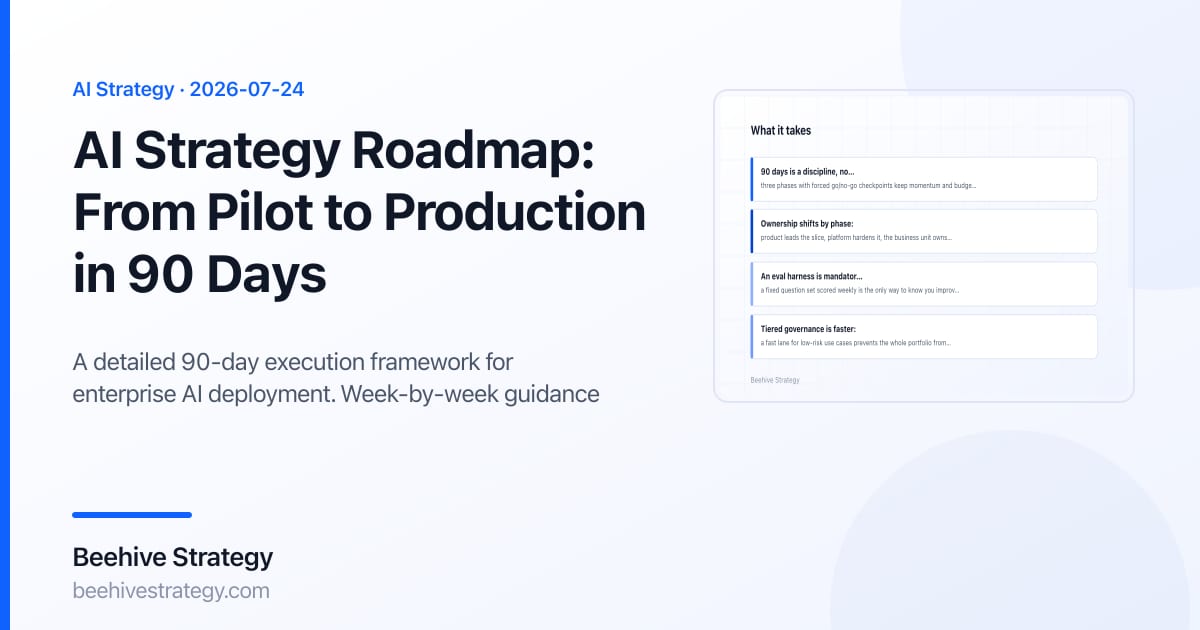 AI Strategy · 2026-07-24
AI Strategy Roadmap:
From Pilot to Production
in 90 Days
A detailed 90-day execution framework for
enterprise AI deployment. Week-by-week guidance
Beehive Strategy
beehivestrategy.com
What it takes
90 days is a discipline, no...
three phases with forced go/no-go checkpoints keep momentum and budge...
Ownership shifts by phase:
product leads the slice, platform hardens it, the business unit owns...
An eval harness is mandator...
a fixed question set scored weekly is the only way to know you improv...
Tiered governance is faster:
a fast lane for low-risk use cases prevents the whole portfolio from...
Beehive Strategy